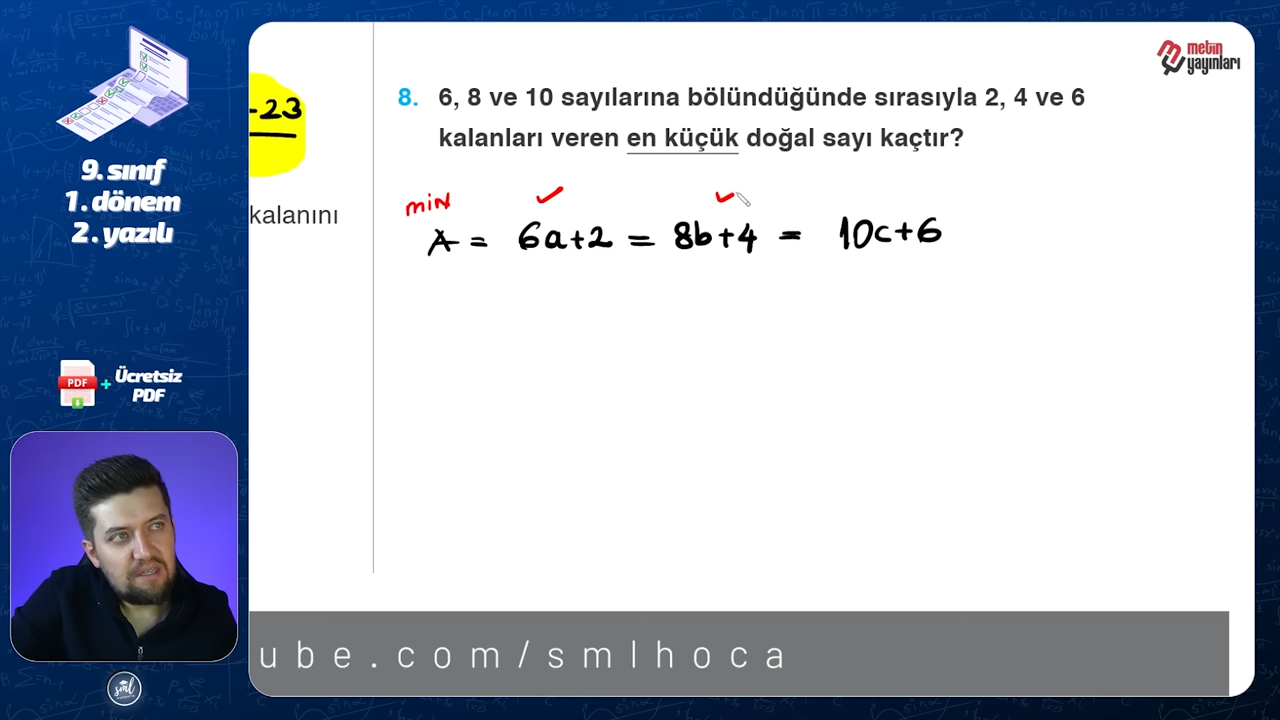 9. sınıf
1. dönem
2. yazılı
PDF
+ Ücretsiz
PDF
sml
-23
kalanını
metin
yayınları
8. 6, 8 ve 10 sayılarına bölündüğünde sırasıyla 2, 4 ve 6
kalanları veren en küçük doğal sayı kaçtır?
min
A = 6a+2 = 8b+4 = 10c+6
ube.com/smlhoca